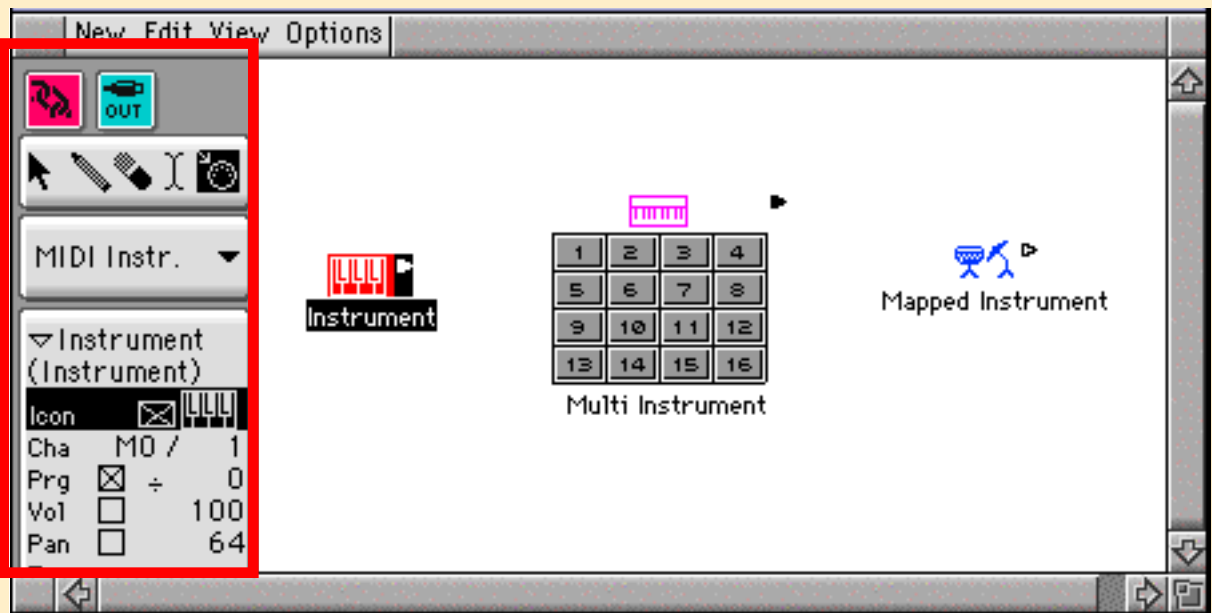 New Edit View Options
OUT
MIDI Instr.
Instrument
(Instrument)
Icon
Cha M0 / 1
Prg ÷ 0
Vol 100
Pan 64
Instrument
1 2 3 4
5 6 7 8
9 10 11 12
13 14 15 16
Multi Instrument
Mapped Instrument